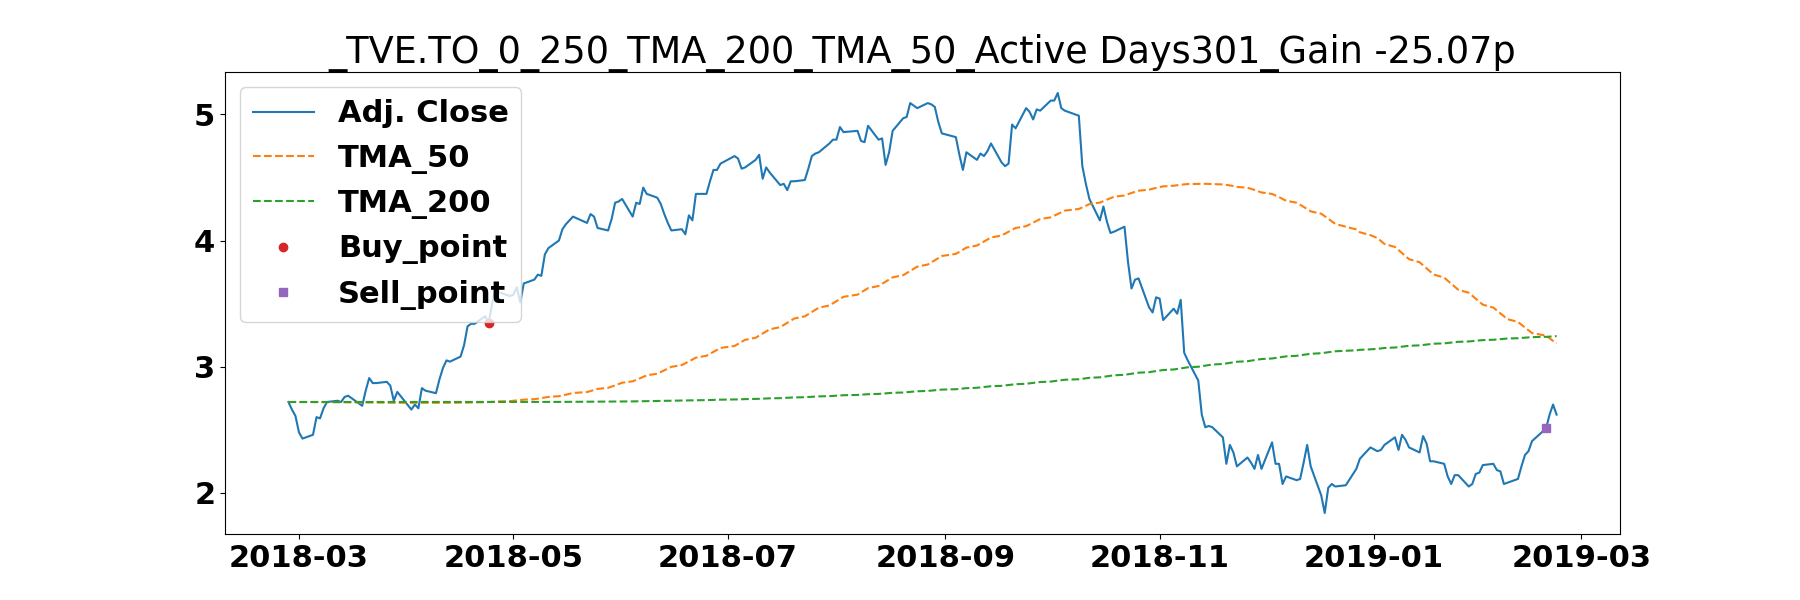 _TVE.TO_0_250_TMA_200_TMA_50_Active Days301_Gain -25.07p
Adj. Close
TMA_50
TMA_200
Buy_point
Sell_point
5
4
3
2
2018-03 2018-05 2018-07 2018-09 2018-11 2019-01 2019-03